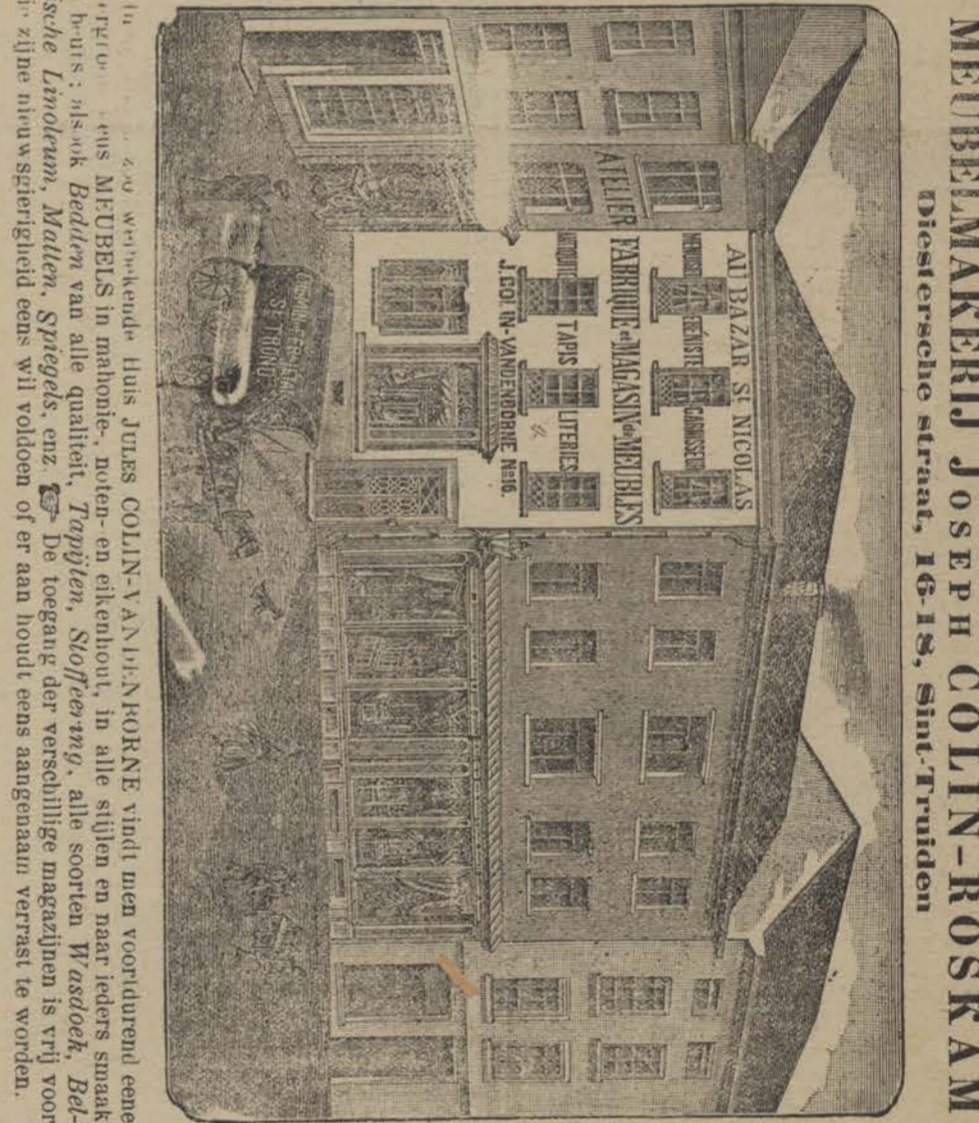 MEUBELMAKERIJ JOSEPH COLIN-ROSKAM
Diestersche straat, 16-18, Sint-Truiden
AU BAZAR St NICOLAS
FABRIQUE et MAGASIN de MEUBLES
TAPIS LITERIES
J. COLIN-VANDENBORNE No 16.
ATELIER
St TROND
Huis JULES COLIN-VANDENBORNE vindt men voortdurend eene
MEUBELS in mahonie-, noten- en eikenhout, in alle stijlen en naar ieders smaak
beurs; alsook Bedden van alle qualiteit, Tapijten, Stoffering, alle soorten Wasdoek, Bel-
sche Linoleum, Matten, Spiegels, enz. ☞ De toegang der verschillige magazijnen is vrij voor
zijne nieuwsgierigheid eens wil voldoen of er aan houdt eens aangenaam verrast te worden.